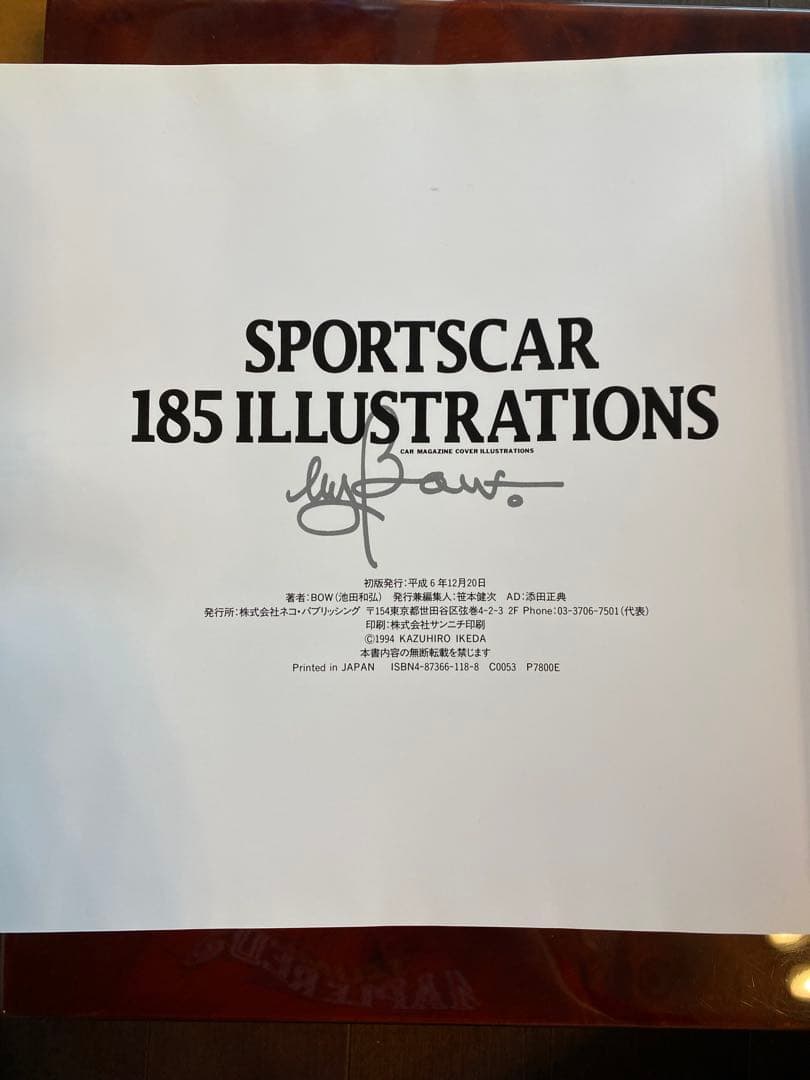 SPORTSCAR
185 ILLUSTRATIONS
CAR MAGAZINE COVER ILLUSTRATIONS
by Bow.
初版発行:平成6年12月20日
著者:BOW(池田和弘) 発行兼編集人:笹本健次 AD:添田正典
発行所:株式会社ネコ・パブリッシング 〒154東京都世田谷区弦巻4-2-3 2F Phone:03-3706-7501(代表)
印刷:株式会社サンニチ印刷
©1994 KAZUHIRO IKEDA
本書内容の無断転載を禁じます
Printed in JAPAN ISBN4-87366-118-8 C0053 P7800E